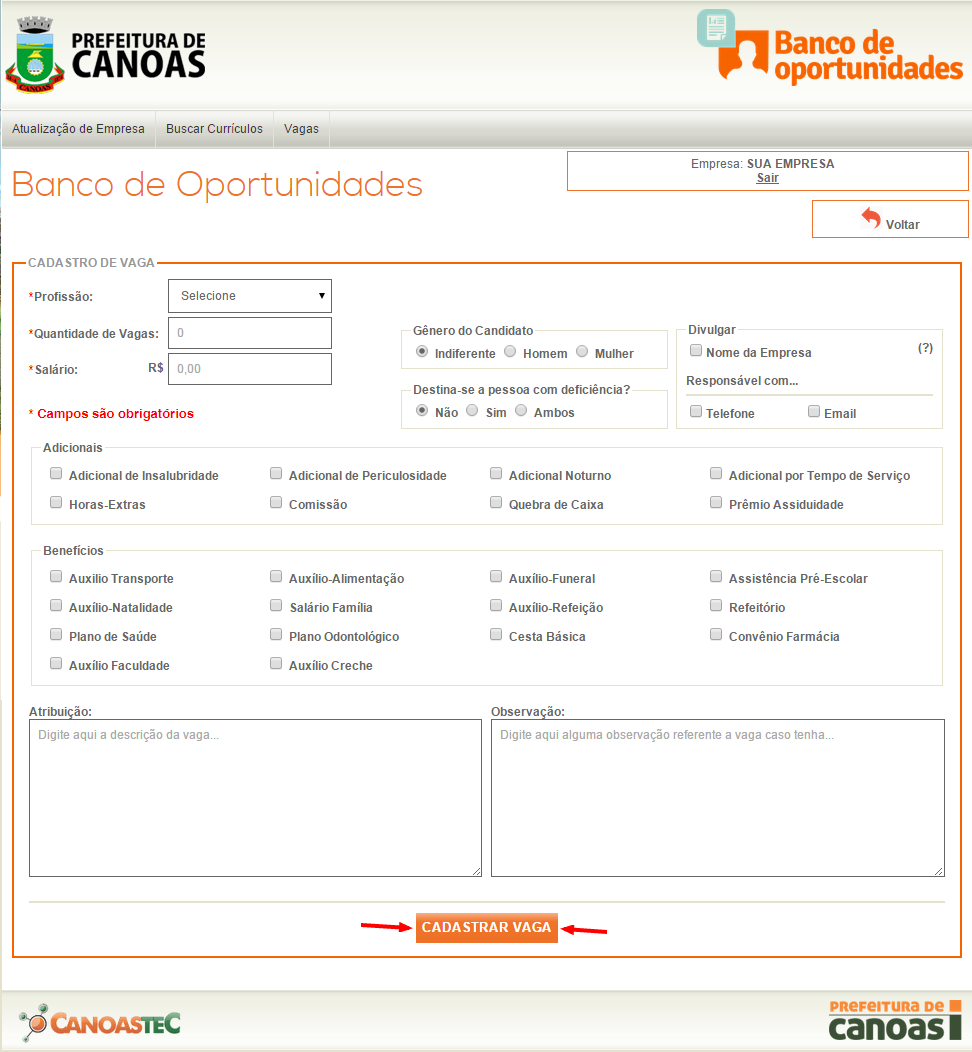 PREFEITURA DE
CANOAS
CANOAS
Banco de
oportunidades
Atualização de Empresa Buscar Currículos Vagas
Empresa: SUA EMPRESA
Sair
Banco de Oportunidades
Voltar
CADASTRO DE VAGA
*Profissão: Selecione
*Quantidade de Vagas: 0
*Salário: R$ 0,00
* Campos são obrigatórios
Gênero do Candidato
Indiferente Homem Mulher
Destina-se a pessoa com deficiência?
Não Sim Ambos
Divulgar
Nome da Empresa (?)
Responsável com...
Telefone Email
Adicionais
Adicional de Insalubridade Adicional de Periculosidade Adicional Noturno Adicional por Tempo de Serviço
Horas-Extras Comissão Quebra de Caixa Prêmio Assiduidade
Benefícios
Auxilio Transporte Auxílio-Alimentação Auxílio-Funeral Assistência Pré-Escolar
Auxílio-Natalidade Salário Família Auxílio-Refeição Refeitório
Plano de Saúde Plano Odontológico Cesta Básica Convênio Farmácia
Auxílio Faculdade Auxílio Creche
Atribuição: Observação:
Digite aqui a descrição da vaga... Digite aqui alguma observação referente a vaga caso tenha...
CADASTRAR VAGA
CANOASTEC
PREFEITURA DE
canoas